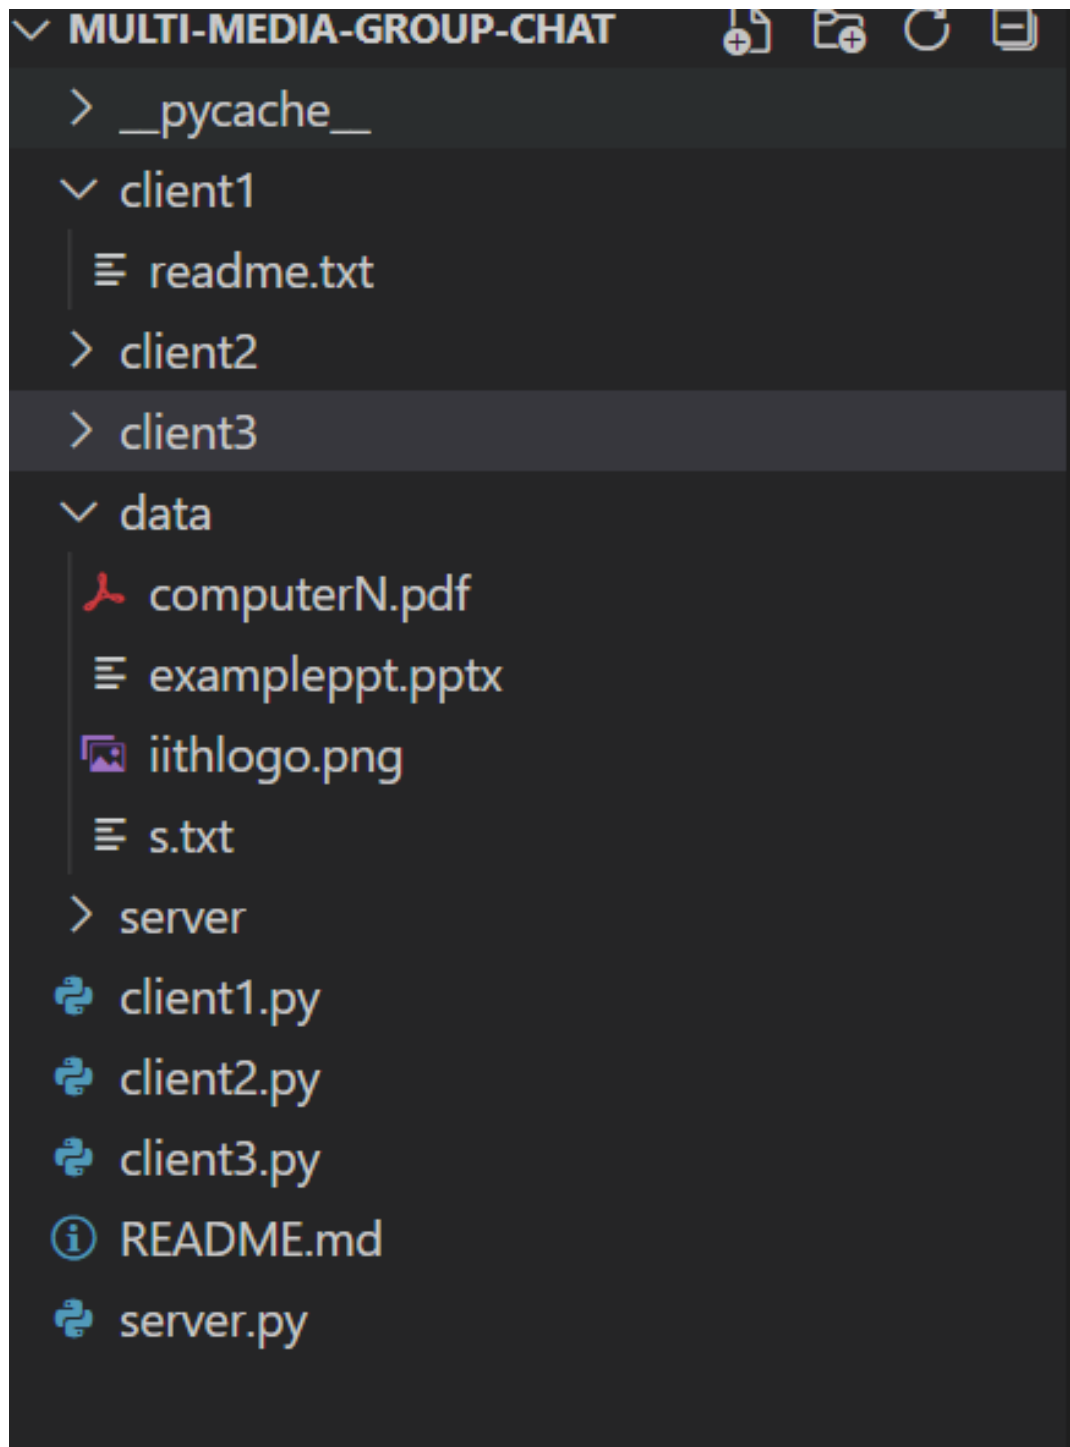 MULTI-MEDIA-GROUP-CHAT
__pycache__
client1
readme.txt
client2
client3
data
computerN.pdf
exampleppt.pptx
iithlogo.png
s.txt
server
client1.py
client2.py
client3.py
README.md
server.py